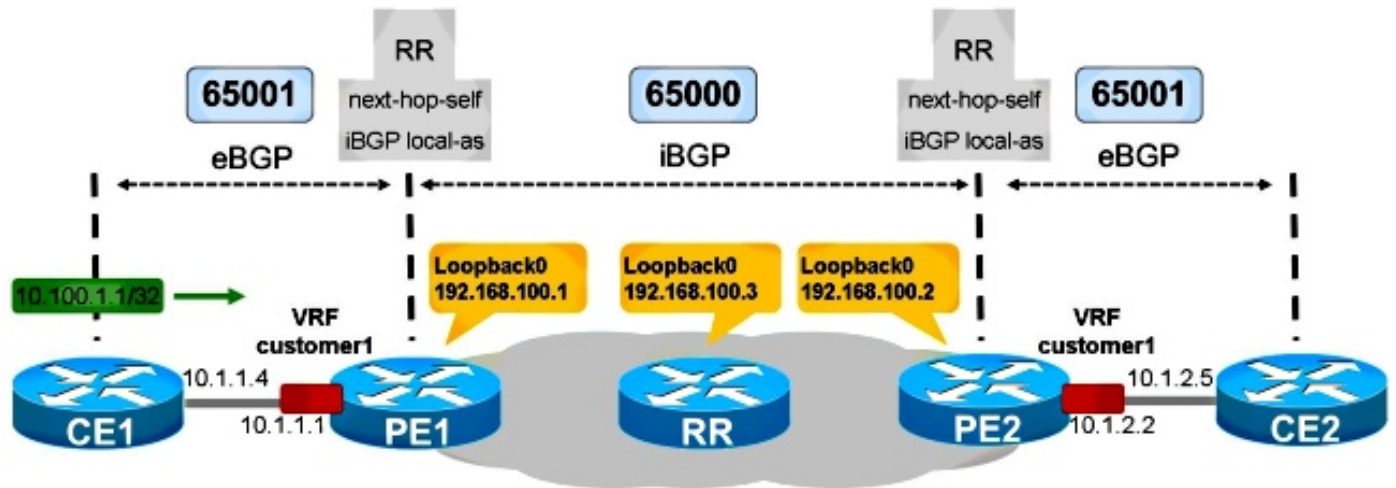 RR
next-hop-self
iBGP local-as
RR
next-hop-self
iBGP local-as
65001
65000
65001
eBGP
iBGP
eBGP
10.100.1.1/32
Loopback0
192.168.100.1
Loopback0
192.168.100.3
Loopback0
192.168.100.2
VRF
customer1
VRF
customer1
10.1.1.4
10.1.1.1
10.1.2.5
10.1.2.2
CE1
PE1
RR
PE2
CE2